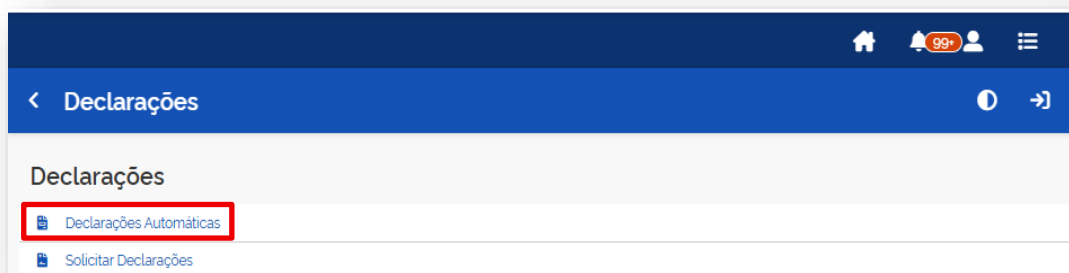 99+
Declarações
Declarações
Declarações Automáticas
Solicitar Declarações